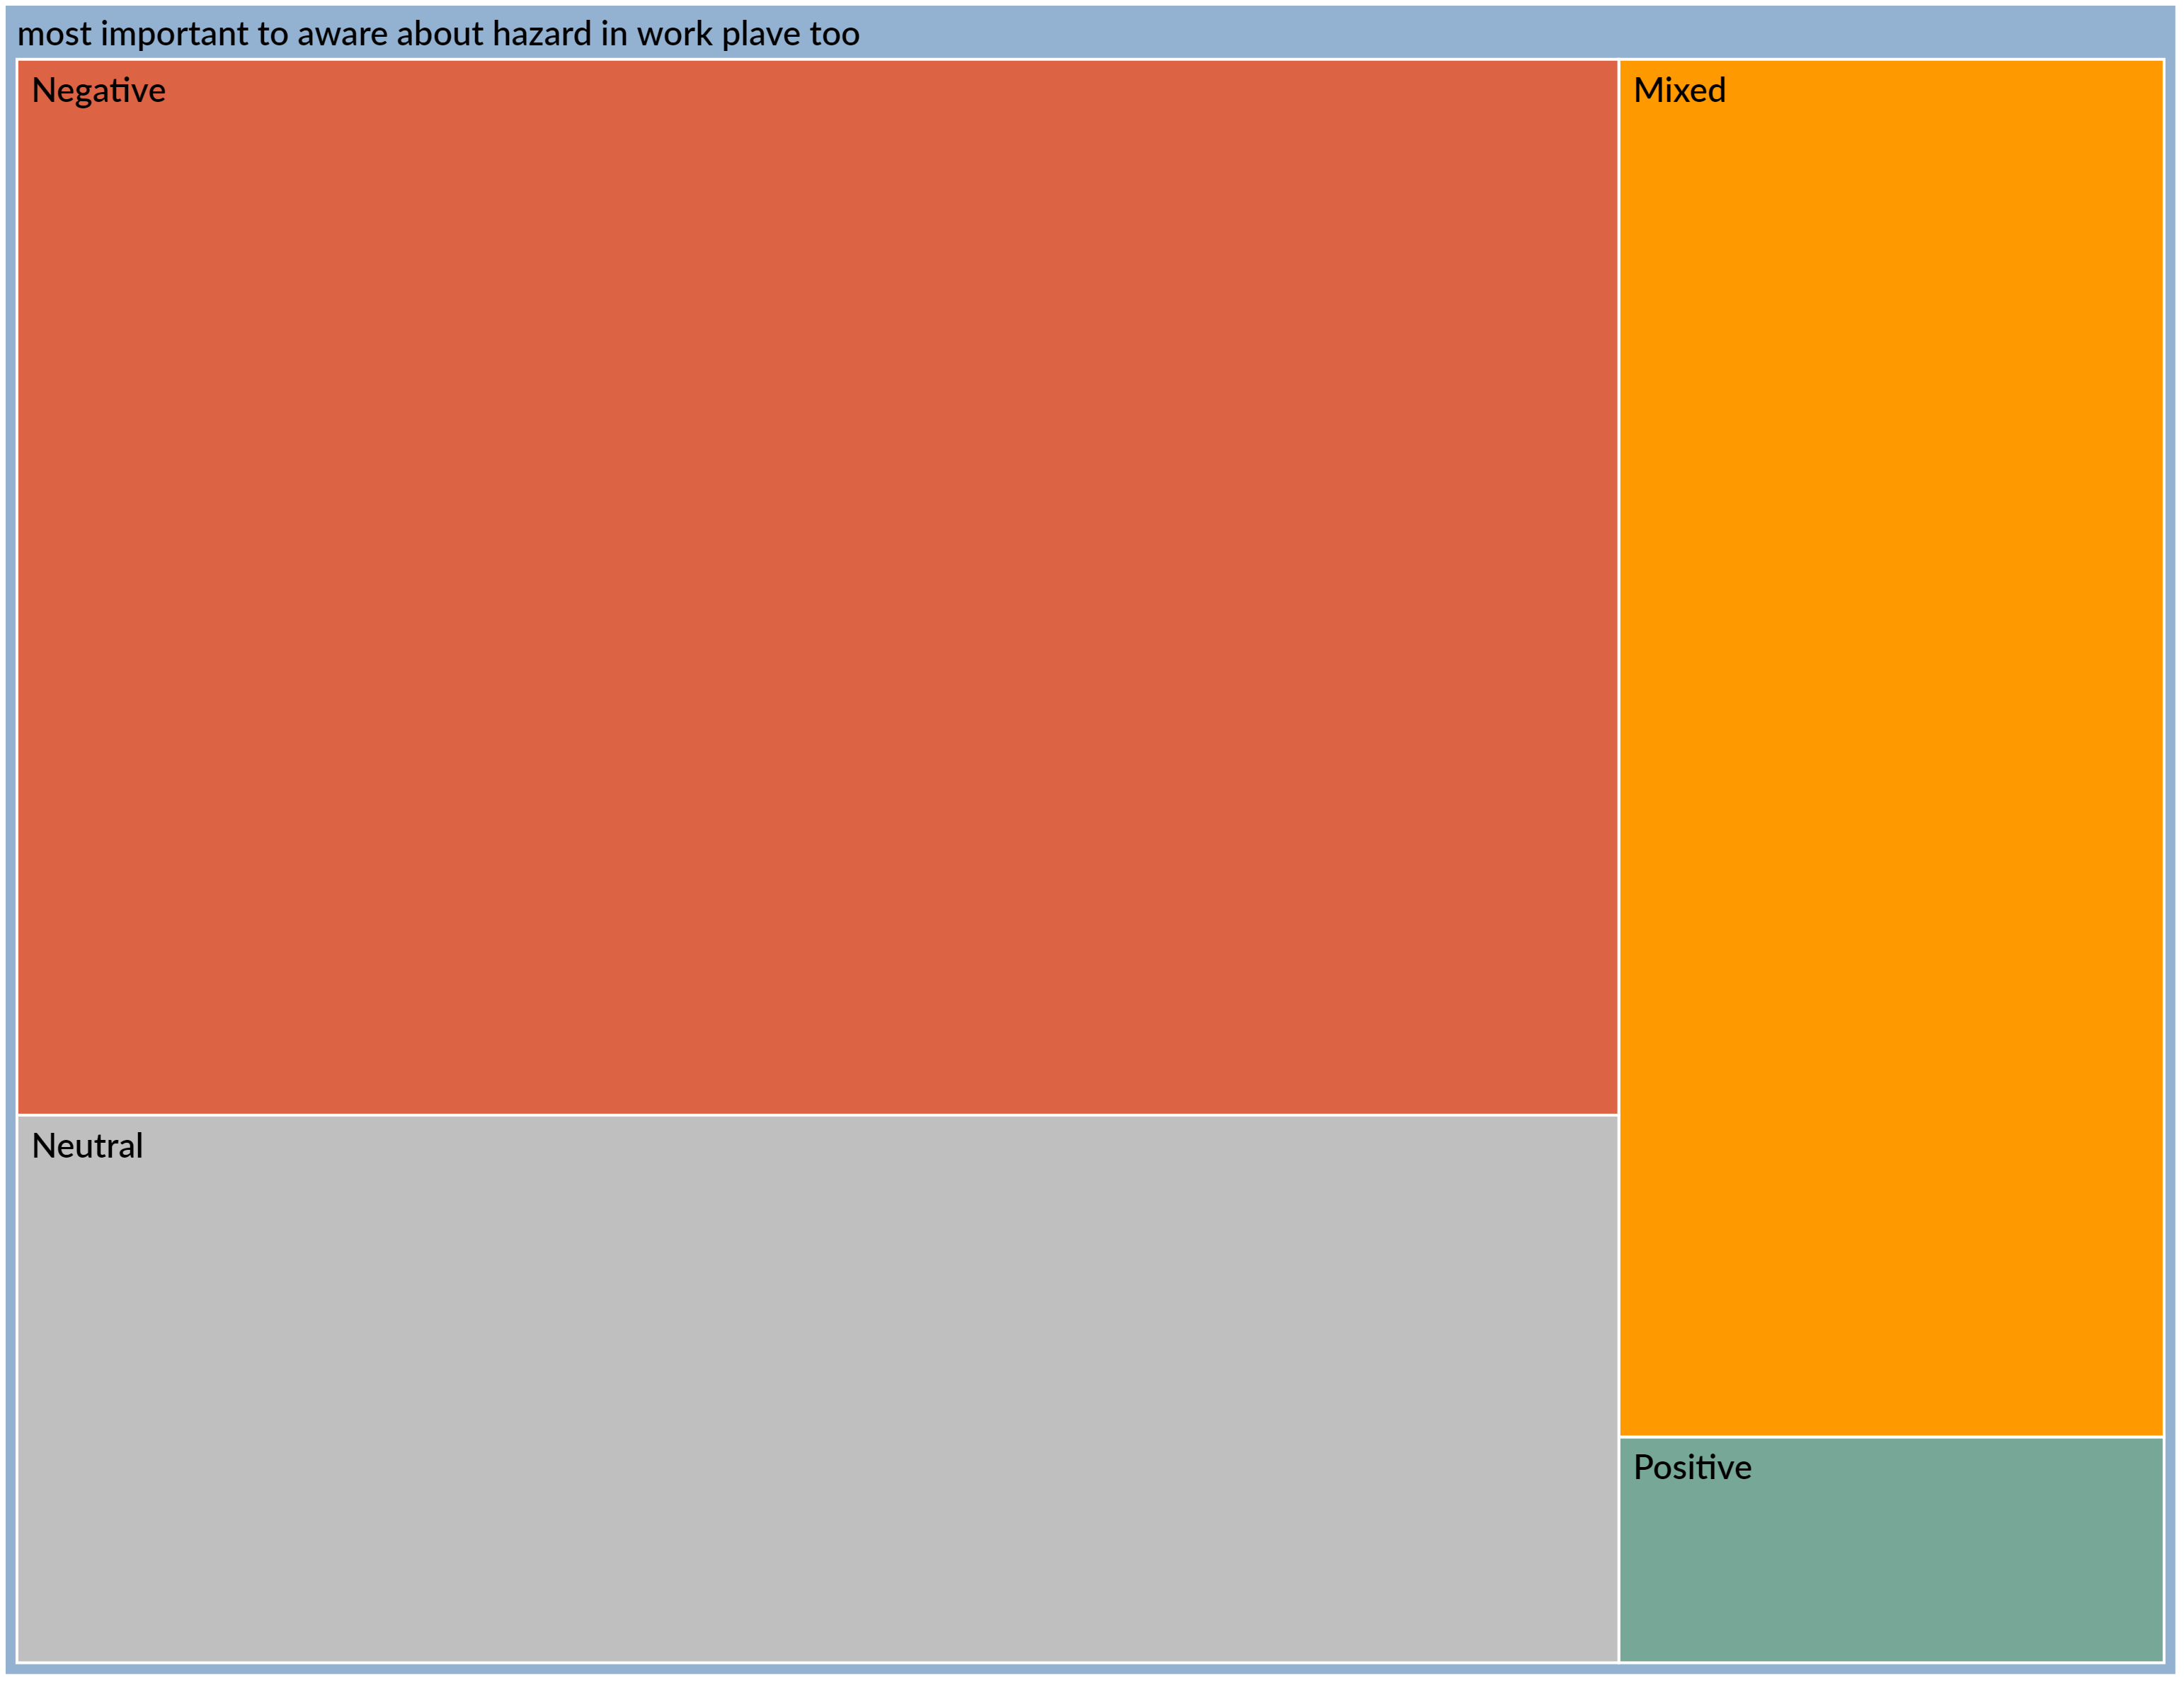 most important to aware about hazard in work plave too
Negative
Mixed
Neutral
Positive